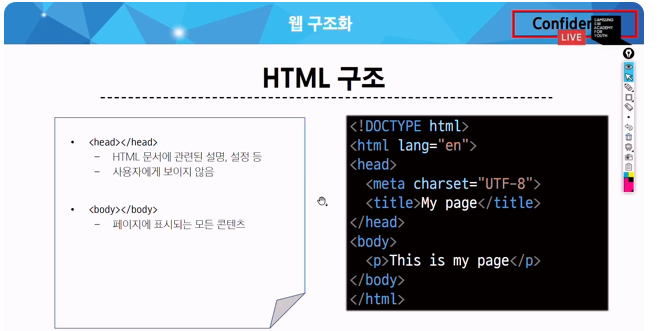 웹 구조화
LIVE
SAMSUNG
SW
ACADEMY
FOR
YOUTH
HTML 구조
• <head></head>
– HTML 문서에 관련된 설명, 설정 등
– 사용자에게 보이지 않음
• <body></body>
– 페이지에 표시되는 모든 콘텐츠
<!DOCTYPE html>
<html lang="en">
<head>
<meta charset="UTF-8">
<title>My page</title>
</head>
<body>
<p>This is my page</p>
</body>
</html>